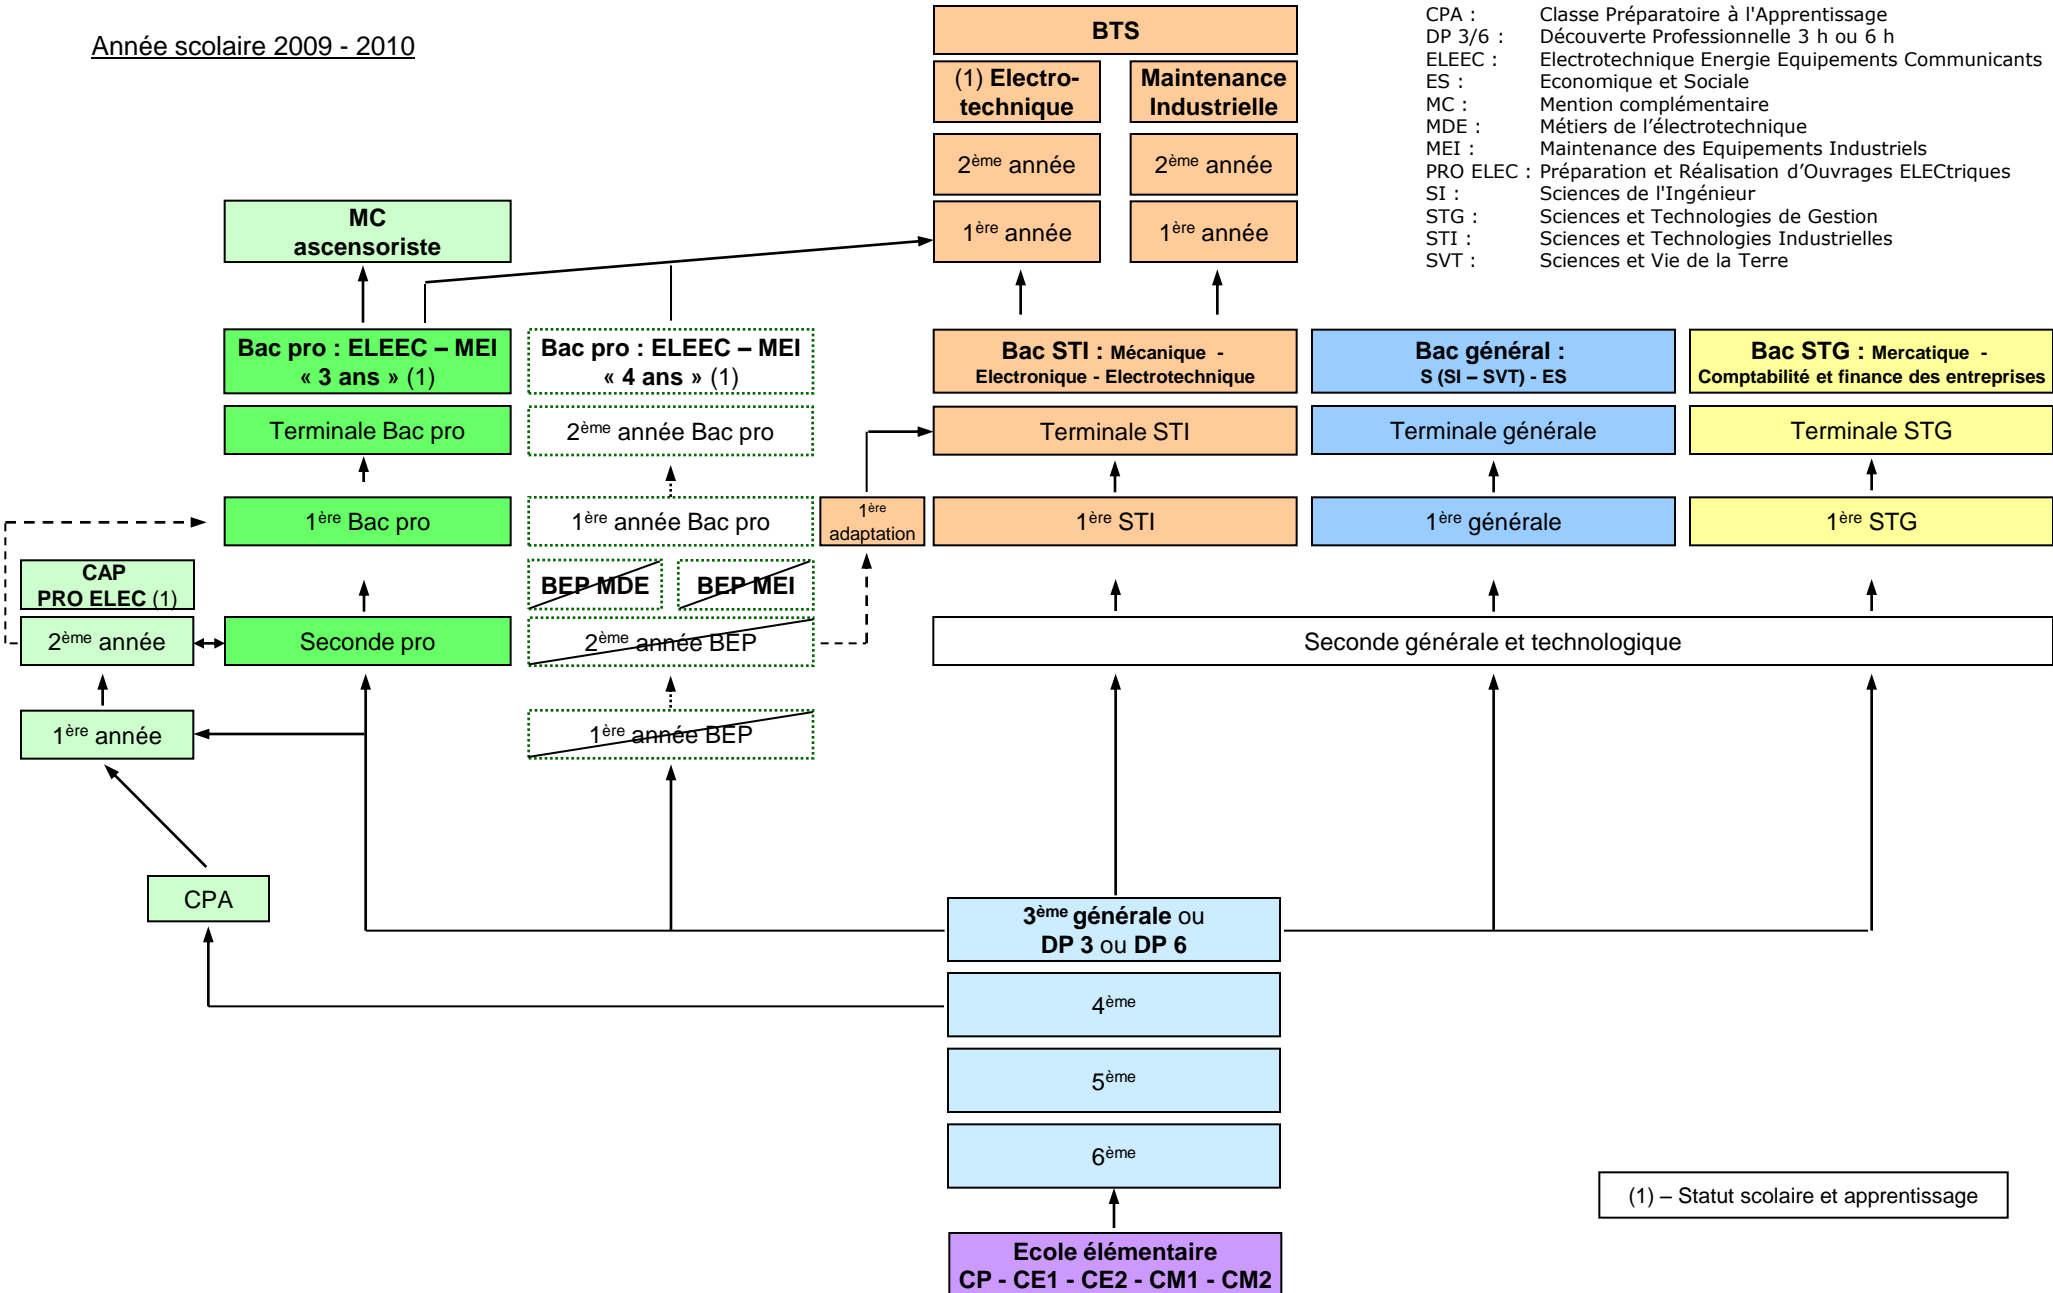 Année scolaire 2009 - 2010
BTS
(1) Electro-
technique
Maintenance
Industrielle
2ème année
2ème année
1ère année
1ère année
CPA : Classe Préparatoire à l'Apprentissage
DP 3/6 : Découverte Professionnelle 3 h ou 6 h
ELEEC : Electrotechnique Energie Equipements Communicants
ES : Economique et Sociale
MC : Mention complémentaire
MDE : Métiers de l’électrotechnique
MEI : Maintenance des Equipements Industriels
PRO ELEC : Préparation et Réalisation d’Ouvrages ELECtriques
SI : Sciences de l'Ingénieur
STG : Sciences et Technologies de Gestion
STI : Sciences et Technologies Industrielles
SVT : Sciences et Vie de la Terre
MC
ascensoriste
Bac pro : ELEEC – MEI
« 3 ans » (1)
Bac pro : ELEEC – MEI
« 4 ans » (1)
Bac STI : Mécanique -
Electronique - Electrotechnique
Bac général :
S (SI – SVT) - ES
Bac STG : Mercatique -
Comptabilité et finance des entreprises
Terminale Bac pro
2ème année Bac pro
Terminale STI
Terminale générale
Terminale STG
1ère Bac pro
1ère année Bac pro
1ère
adaptation
1ère STI
1ère générale
1ère STG
CAP
PRO ELEC (1)
BEP MDE
BEP MEI
2ème année
Seconde pro
2ème année BEP
Seconde générale et technologique
1ère année
1ère année BEP
CPA
3ème générale ou
DP 3 ou DP 6
4ème
5ème
6ème
(1) – Statut scolaire et apprentissage
Ecole élémentaire
CP - CE1 - CE2 - CM1 - CM2